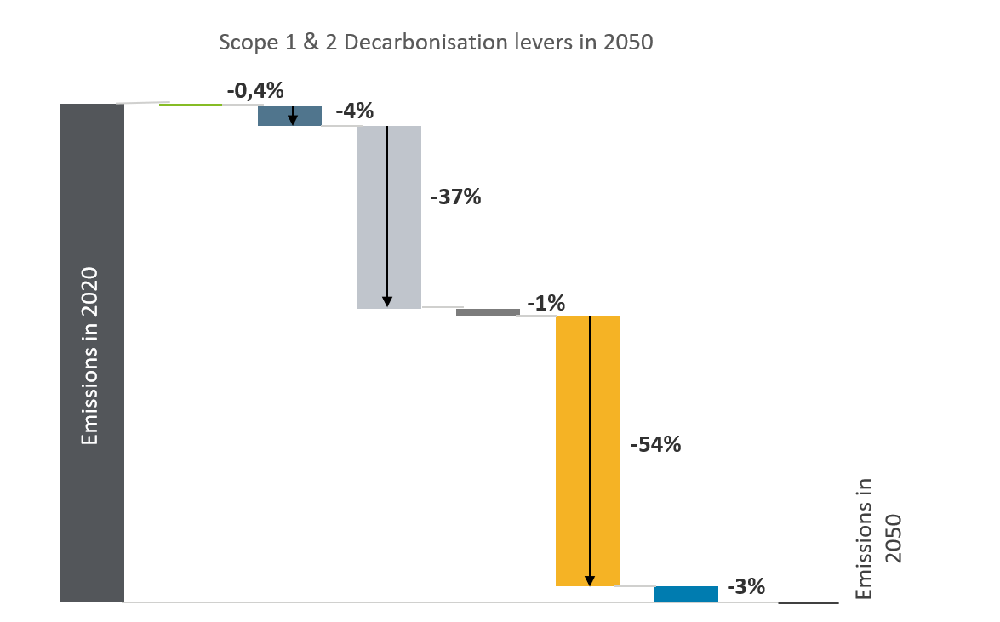 Scope 1 & 2 Decarbonisation levers in 2050
-0,4%
-4%
-37%
-1%
-54%
-3%
Emissions in 2020
Emissions in
2050